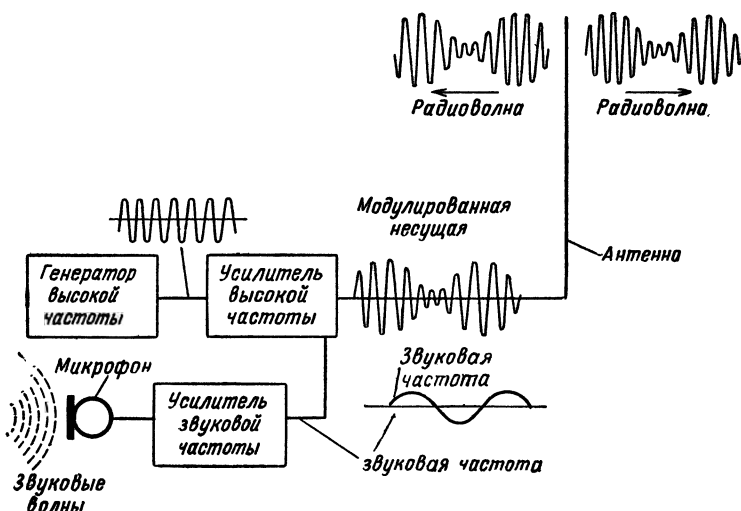 Радиоволна
Радиоволна.
Модулированная
несущая
Антенна
Генератор
высокой
частоты
Усилитель
высокой
частоты
Звуковая
частота
Микрофон
Усилитель
звуковой
частоты
звуковая частота
Звуковые
волны